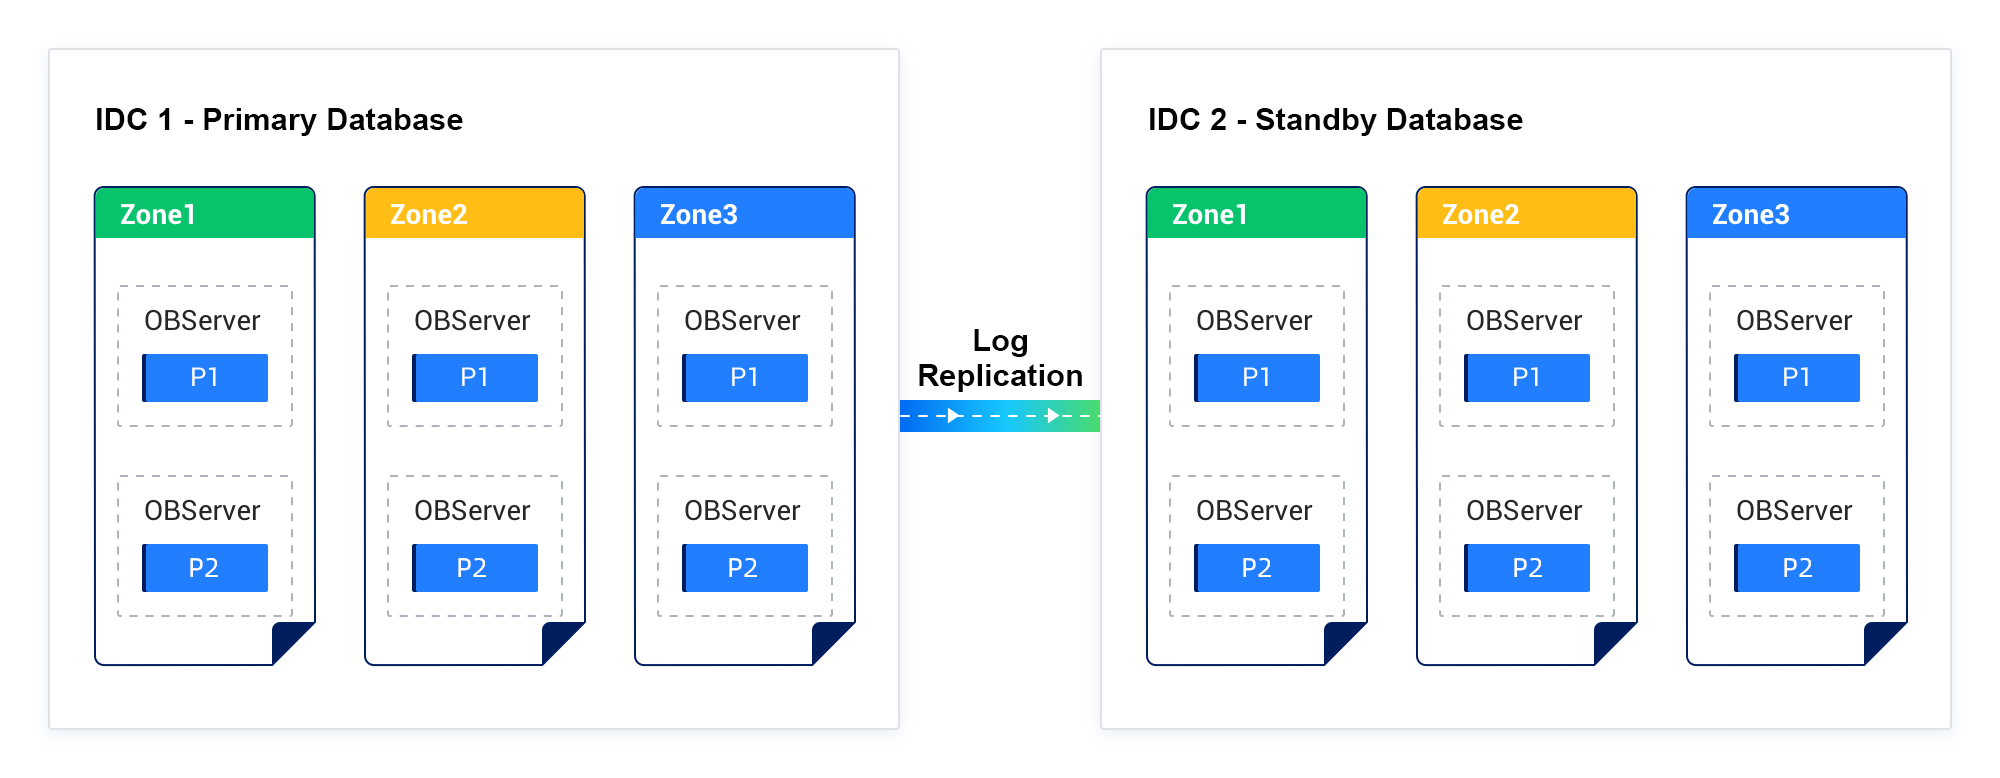 IDC 1 - Primary Database
Zone1
OBServer
P1
OBServer
P2
Zone2
OBServer
P1
OBServer
P2
Zone3
OBServer
P1
OBServer
P2
Log
Replication
IDC 2 - Standby Database
Zone1
OBServer
P1
OBServer
P2
Zone2
OBServer
P1
OBServer
P2
Zone3
OBServer
P1
OBServer
P2